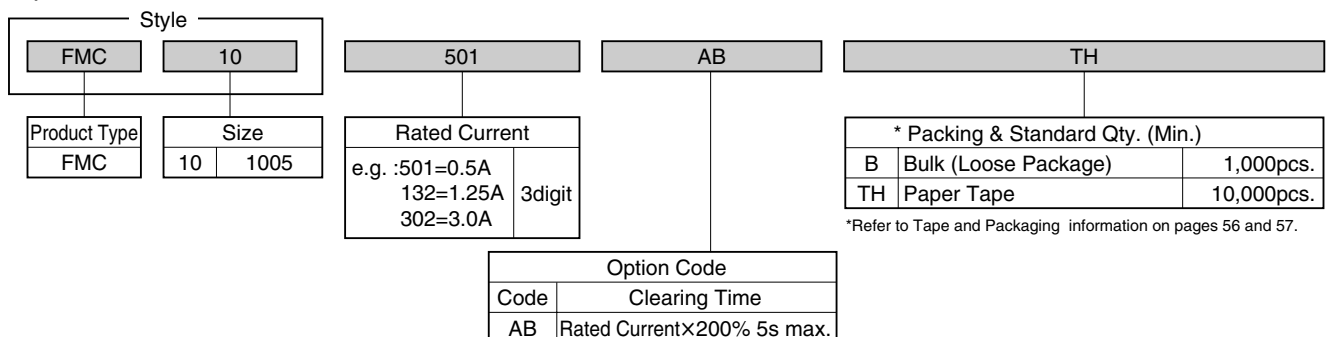 Style
FMC 10 501 AB TH
Product Type
FMC
Size
10 1005
Rated Current
e.g. :501=0.5A
132=1.25A
302=3.0A
3digit
* Packing & Standard Qty. (Min.)
B Bulk (Loose Package) 1,000pcs.
TH Paper Tape 10,000pcs.
*Refer to Tape and Packaging information on pages 56 and 57.
Option Code
Code Clearing Time
AB Rated Current×200% 5s max.